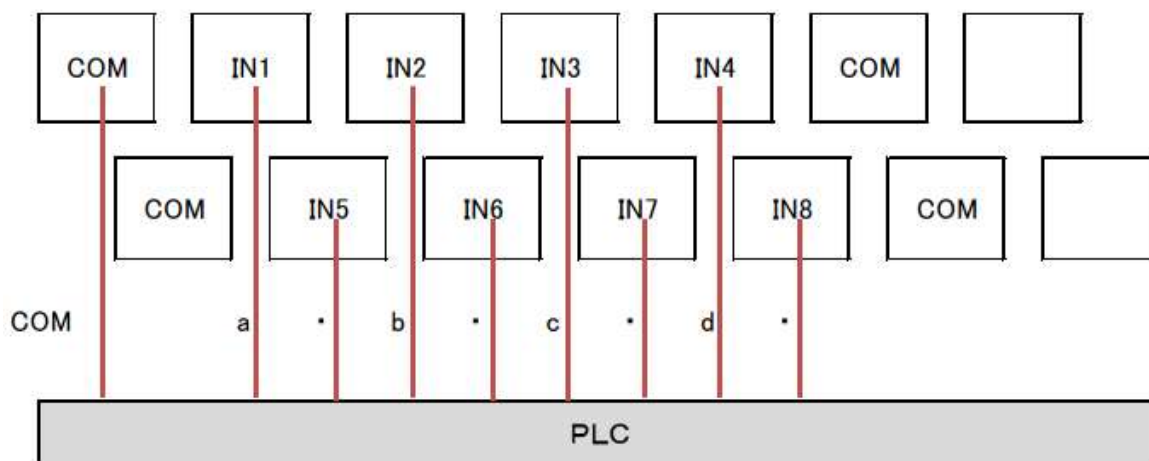 COM IN1 IN2 IN3 IN4 COM
COM IN5 IN6 IN7 IN8 COM
COM a ・ b ・ c ・ d ・
PLC